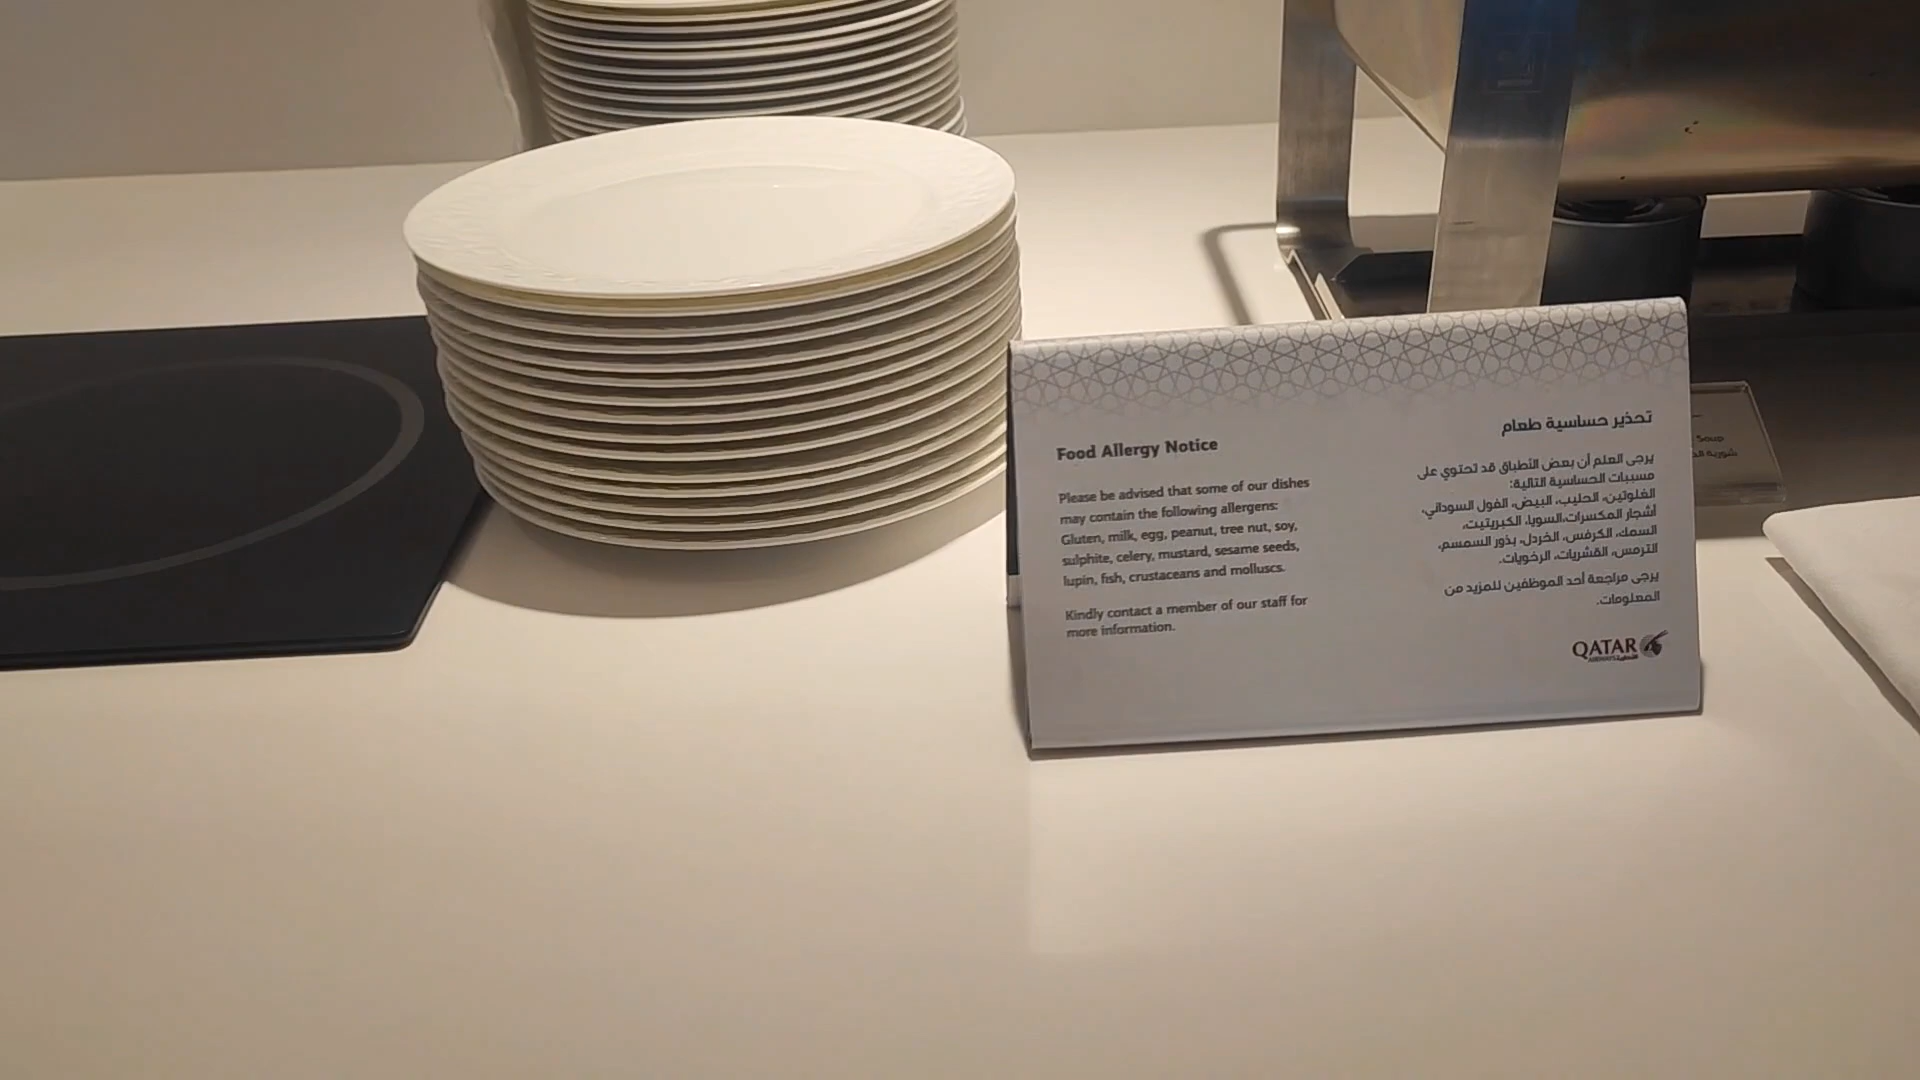 Food Allergy Notice
Please be advised that some of our dishes
may contain the following allergens:
Gluten, milk, egg, peanut, tree nut, soy,
sulphite, celery, mustard, sesame seeds,
lupin, fish, crustaceans and molluscs.
Kindly contact a member of our staff for
more information.
تحذير حساسية طعام
يرجى العلم أن بعض الأطباق قد تحتوي على
مسببات الحساسية التالية:
الغلوتين، الحليب، البيض، الفول السوداني،
أشجار المكسرات،السويا، الكبريتيت،
السمك، الكرفس، الخردل، بذور السمسم،
الترمس، القشريات، الرخويات.
يرجى مراجعة أحد الموظفين للمزيد من
المعلومات.
QATAR
AIRWAYS القطرية
Soup
شوربة